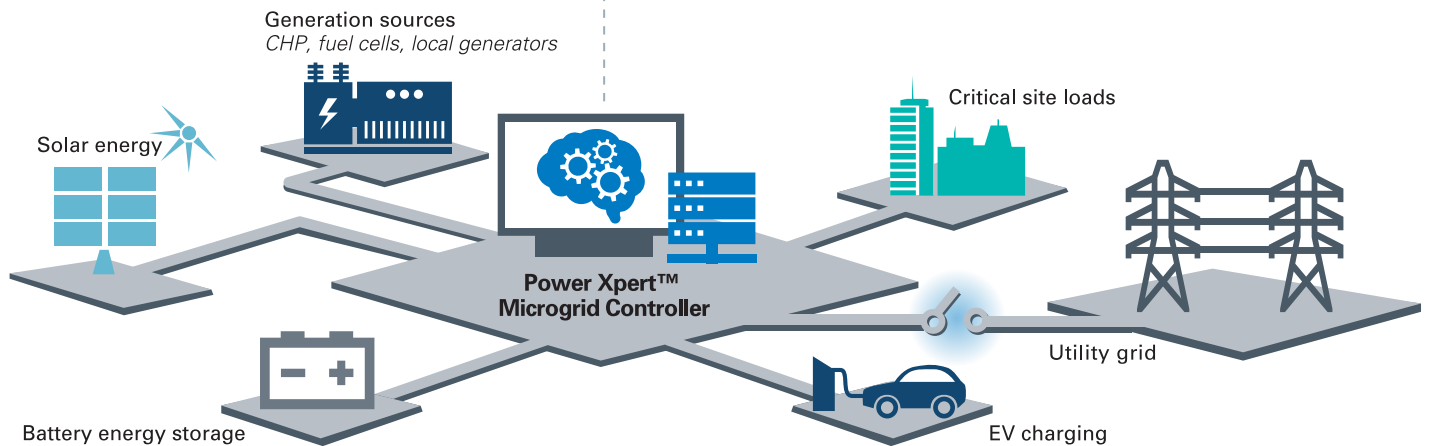 Generation sources
CHP, fuel cells, local generators
Solar energy
Critical site loads
Power Xpert™
Microgrid Controller
Utility grid
Battery energy storage
EV charging